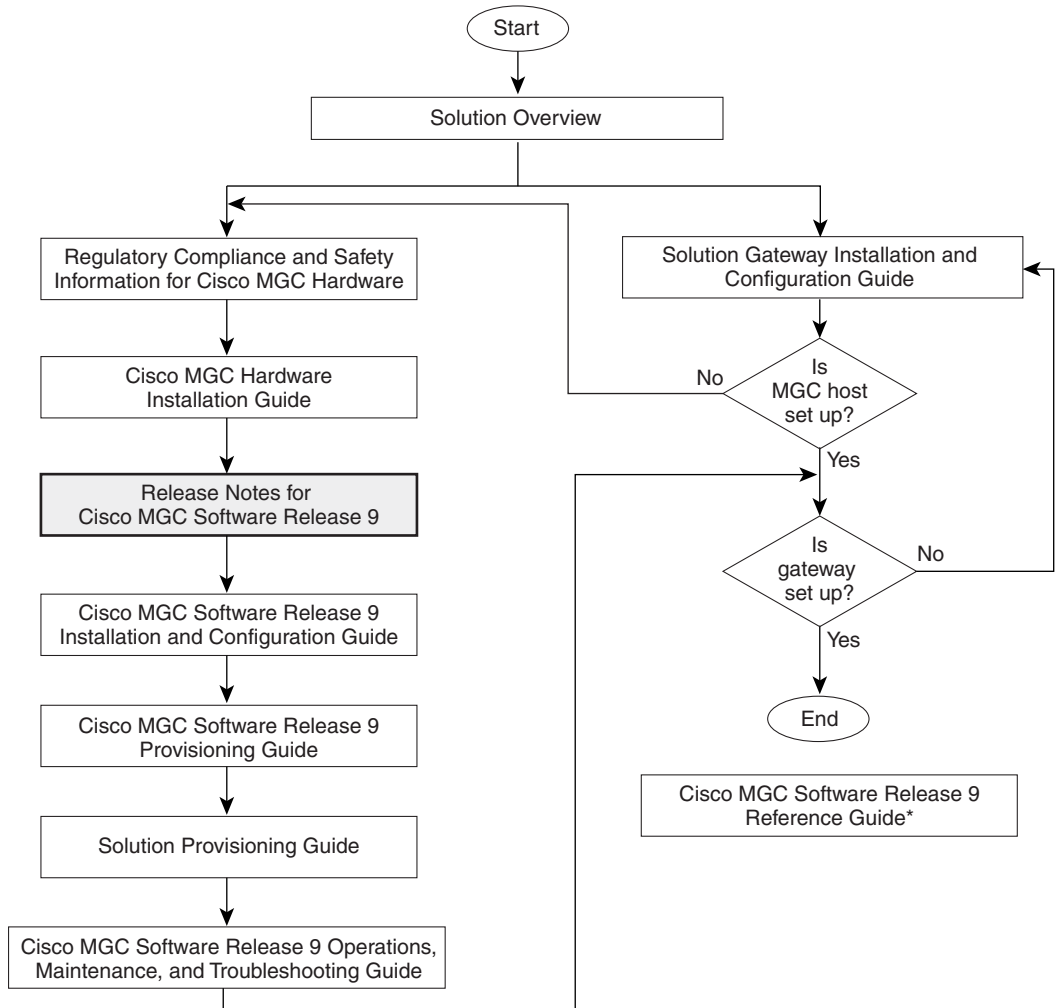 Start
Solution Overview
Regulatory Compliance and Safety
Information for Cisco MGC Hardware
Solution Gateway Installation and
Configuration Guide
Cisco MGC Hardware
Installation Guide
Is
MGC host
set up?
No
Yes
Release Notes for
Cisco MGC Software Release 9
Is
gateway
set up?
No
Yes
Cisco MGC Software Release 9
Installation and Configuration Guide
Cisco MGC Software Release 9
Provisioning Guide
End
Cisco MGC Software Release 9
Reference Guide*
Solution Provisioning Guide
Cisco MGC Software Release 9 Operations,
Maintenance, and Troubleshooting Guide